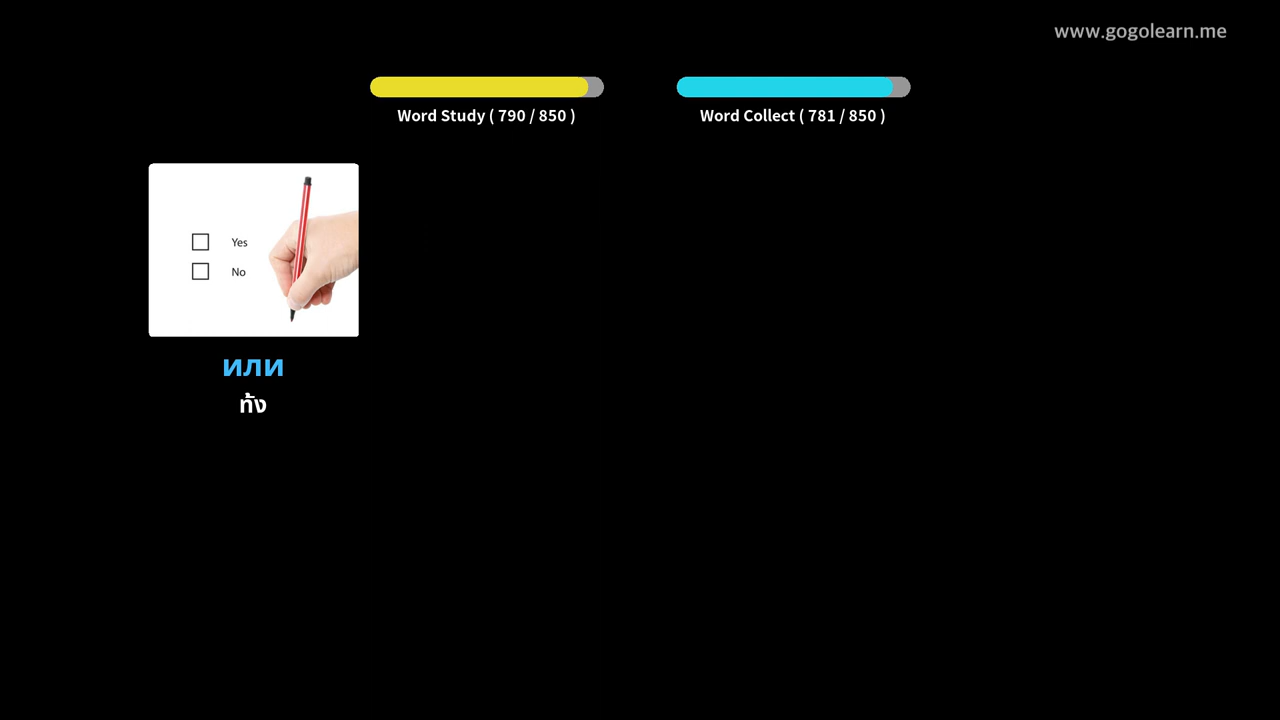 www.gogolearn.me
Word Study ( 790 / 850 )
Word Collect ( 781 / 850 )
Yes
No
или
ทั้ง